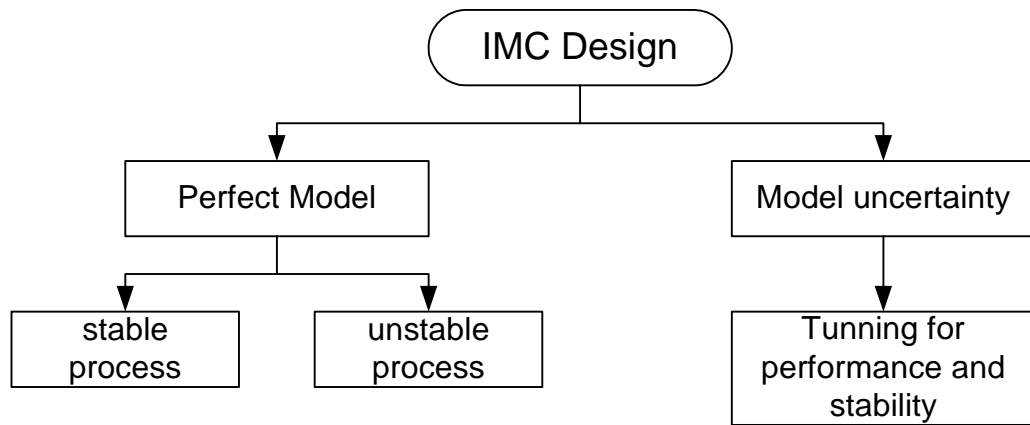 IMC Design
Perfect Model
Model uncertainty
stable
process
unstable
process
Tunning for
performance and
stability